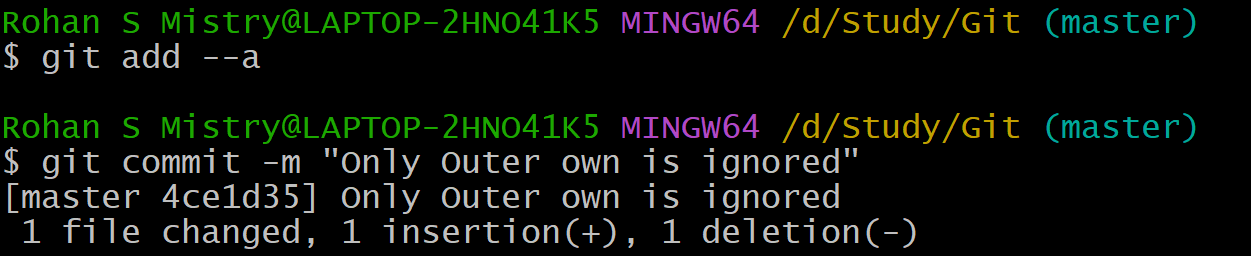 Rohan S Mistry@LAPTOP-2HNO41K5 MINGW64 /d/Study/Git (master)
$ git add --a
Rohan S Mistry@LAPTOP-2HNO41K5 MINGW64 /d/Study/Git (master)
$ git commit -m "Only Outer own is ignored"
[master 4ce1d35] Only Outer own is ignored
 1 file changed, 1 insertion(+), 1 deletion(-)